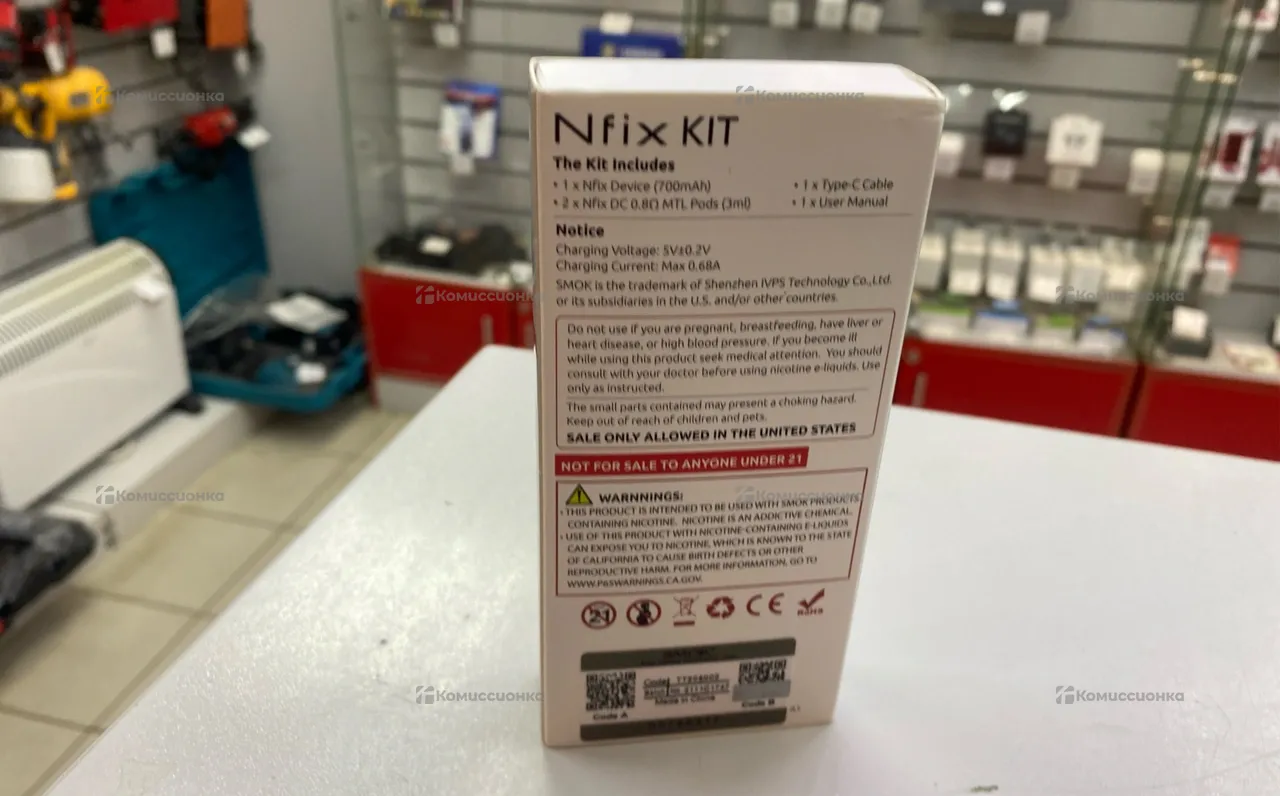 Nfix KIT
The Kit Includes
• 1 x Nfix Device (700mAh)
• 1 x Type-C Cable
• 2 x Nfix DC 0.8Ω MTL Pods (3ml)
• 1 x User Manual
Notice
Charging Voltage: 5V±0.2V
Charging Current: Max 0.68A
SMOK is the trademark of Shenzhen IVPS Technology Co.,Ltd.
or its subsidiaries in the U.S. and/or other countries.
Do not use if you are pregnant, breastfeeding, have liver or
heart disease, or high blood pressure. If you become ill
while using this product seek medical attention. You should
consult with your doctor before using nicotine e-liquids. Use
only as instructed.
The small parts contained may present a choking hazard.
Keep out of reach of children and pets.
SALE ONLY ALLOWED IN THE UNITED STATES
NOT FOR SALE TO ANYONE UNDER 21
WARNNINGS:
• THIS PRODUCT IS INTENDED TO BE USED WITH SMOK PRODUCTS
CONTAINING NICOTINE. NICOTINE IS AN ADDICTIVE CHEMICAL.
• USE OF THIS PRODUCT WITH NICOTINE-CONTAINING E-LIQUIDS
CAN EXPOSE YOU TO NICOTINE, WHICH IS KNOWN TO THE STATE
OF CALIFORNIA TO CAUSE BIRTH DEFECTS OR OTHER
REPRODUCTIVE HARM. FOR MORE INFORMATION, GO TO
WWW.P65WARNINGS.CA.GOV.
21
CE
RoHS
Made in China
Code A
Code B
Комиссионка
Комиссионка
Комиссионка
Комиссионка
Комиссионка
Комиссионка
Комиссионка
Комиссионка